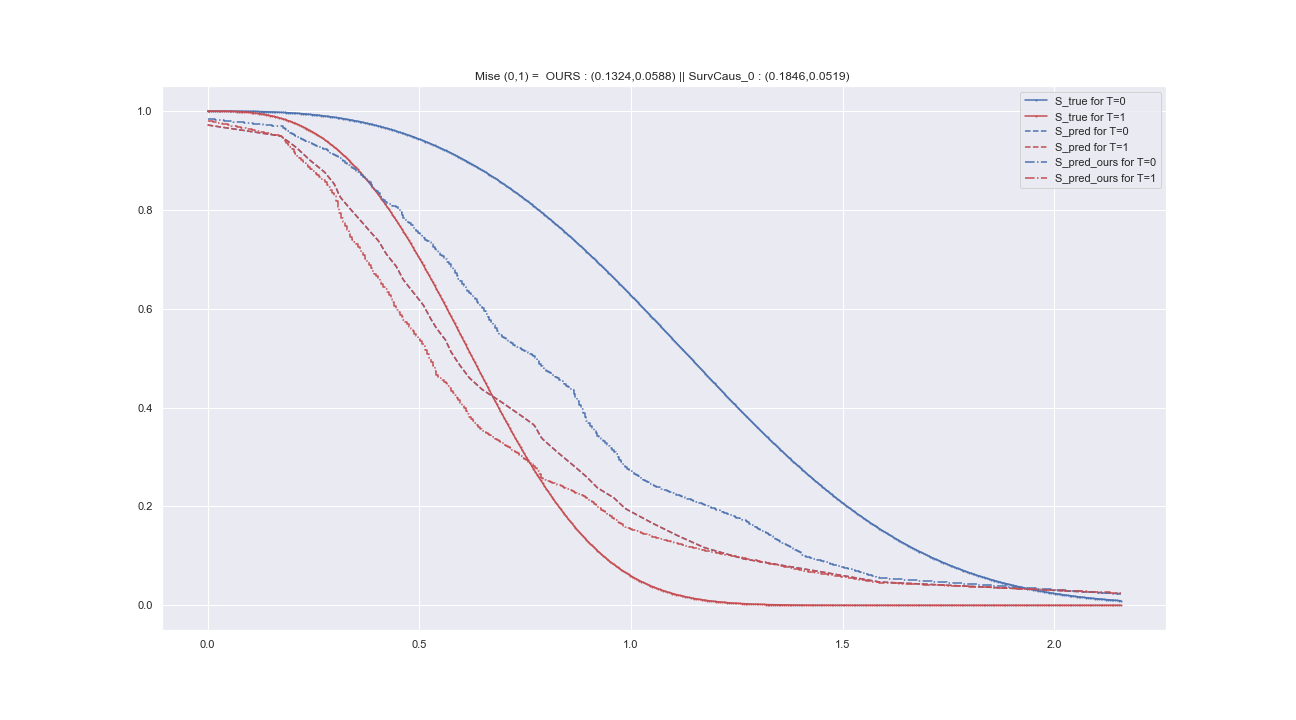 Mise (0,1) =  OURS : (0.1324,0.0588) || SurvCaus_0 : (0.1846,0.0519)
S_true for T=0
S_true for T=1
S_pred for T=0
S_pred for T=1
S_pred_ours for T=0
S_pred_ours for T=1
1.0
0.8
0.6
0.4
0.2
0.0
0.0 0.5 1.0 1.5 2.0